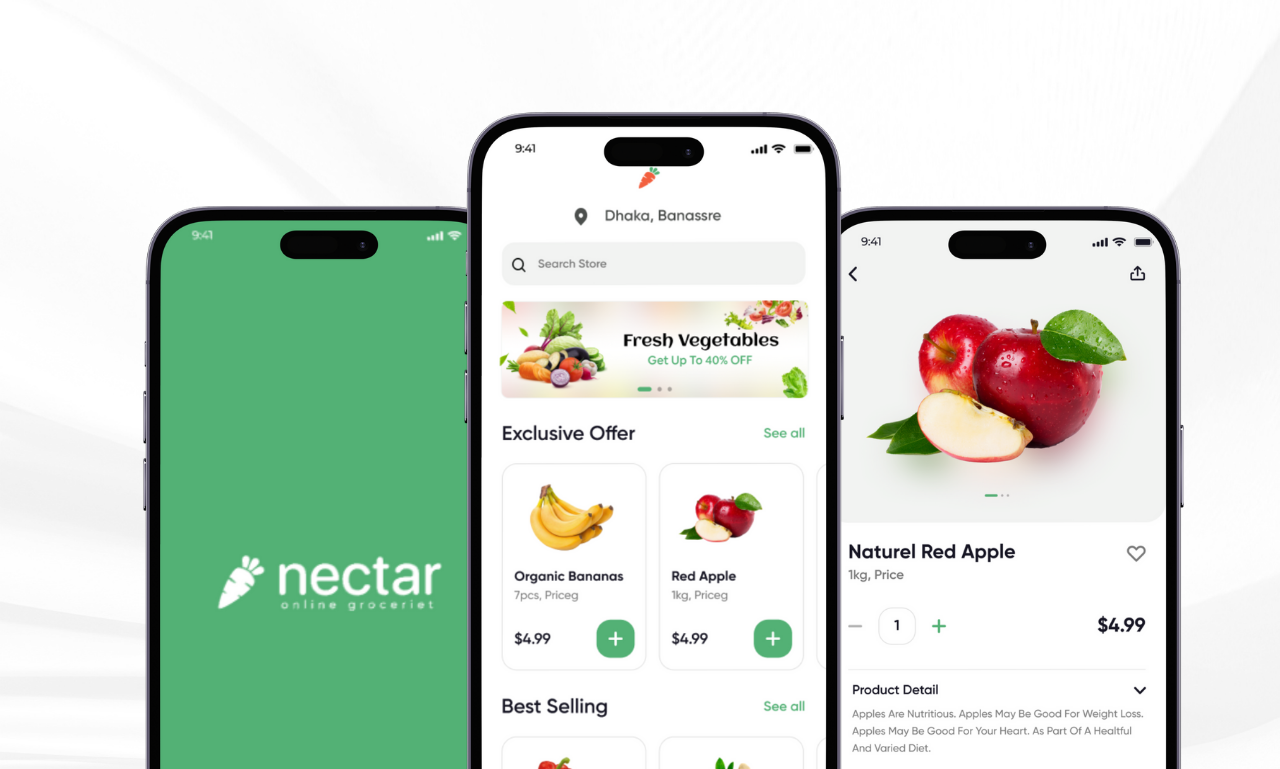 9:41
nectar
online groceriet
9:41
Dhaka, Banassre
Search Store
Fresh Vegetables
Get Up To 40% OFF
Exclusive Offer
See all
Organic Bananas
7pcs, Priceg
$4.99
+
Red Apple
1kg, Priceg
$4.99
+
Best Selling
See all
9:41
Naturel Red Apple
1kg, Price
− 1 +
$4.99
Product Detail
Apples Are Nutritious. Apples May Be Good For Weight Loss.
Apples May Be Good For Your Heart. As Part Of A Healtful
And Varied Diet.